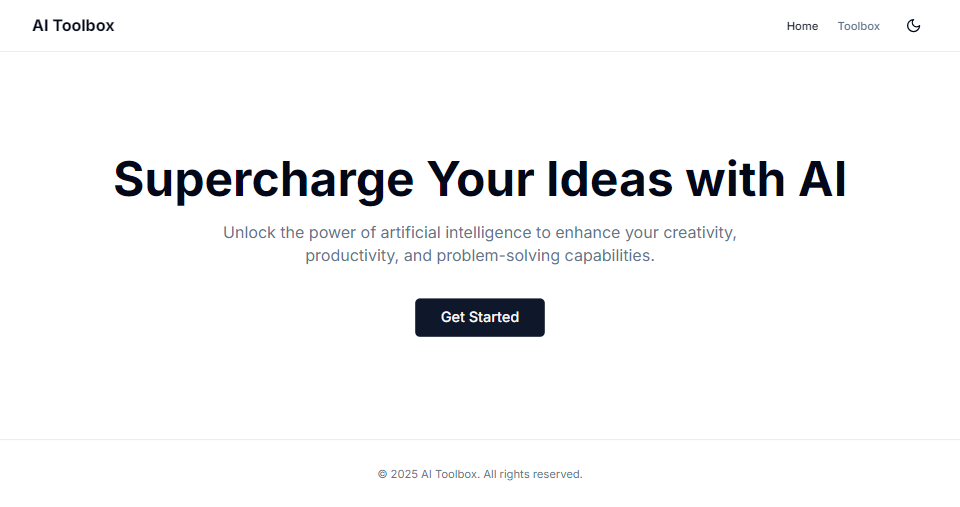 AI Toolbox
Home
Toolbox
Supercharge Your Ideas with AI
Unlock the power of artificial intelligence to enhance your creativity,
productivity, and problem-solving capabilities.
Get Started
© 2025 AI Toolbox. All rights reserved.